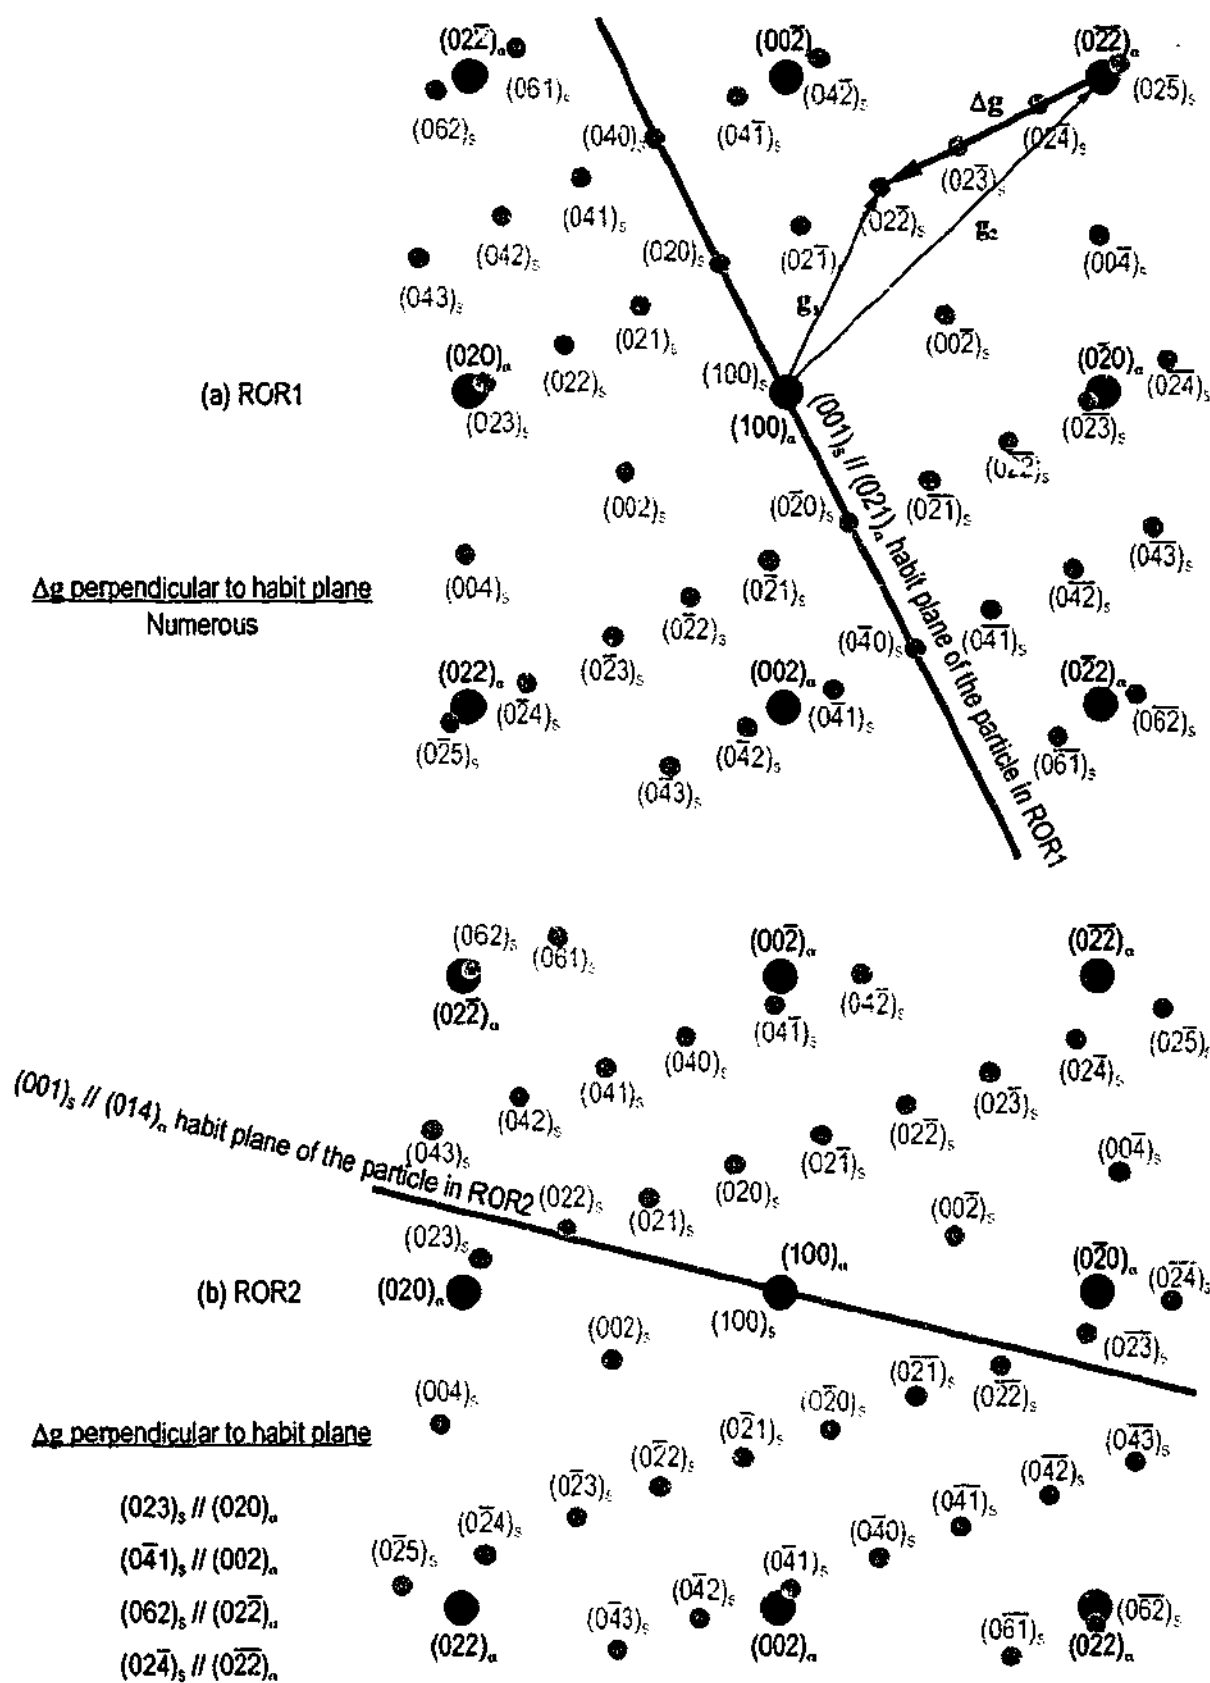 (022̅)α
(002̅)α
(02̅2̅)α
(061)s
(062)s
(042̅)s
(041̅)s
(025̅)s
Δg
(040)s
(024̅)s
(023̅)s
(041)s
(022̅)s
g₂
(042)s
(020)s
(021̅)
(004̅)s
(043)s
g₁
(021)s
(002̅)s
(020)α
(022)s
(100)s
(02̅0)α
(02̅4̅)s
(a) ROR1
(023)s
(100)α
(02̅3̅)s
(02̅2̅)s
(001)s // (021)α habit plane of the particle in ROR1
(002)s
(02̅0)s
(02̅1̅)s
(04̅3̅)s
Δg perpendicular to habit plane
Numerous
(004)s
(02̅1)s
(04̅2̅)s
(02̅2)s
(04̅1̅)s
(02̅3)s
(04̅0)s
(022)α
(002)α
(02̅2)α
(02̅4)s
(04̅1)s
(06̅2̅)s
(02̅5)s
(04̅2)s
(06̅1̅)s
(04̅3)s
(062)s
(061)s
(002̅)α
(02̅2̅)α
(022̅)α
(041̅)s
(042̅)s
(025̅)s
(040)s
(024̅)s
(001)s // (014)α habit plane of the particle in ROR2
(041)s
(023̅)s
(042)s
(022̅)s
(043)s
(021̅)s
(004̅)s
(020)s
(022)s
(021)s
(002̅)s
(023)s
(100)α
(02̅0)α
(02̅4̅)s
(b) ROR2
(020)α
(100)s
(002)s
(02̅3̅)s
(004)s
(02̅1̅)s
(02̅2̅)s
(02̅0)s
Δg perpendicular to habit plane
(02̅1)s
(04̅3̅)s
(02̅2)s
(04̅2̅)s
(023)s // (020)α
(02̅3)s
(04̅1̅)s
(02̅4)s
(04̅0)s
(04̅1)s // (002)α
(02̅5)s
(04̅1)s
(04̅2)s
(062)s // (022̅)α
(04̅3)s
(06̅2̅)s
(022)α
(002)α
(06̅1̅)s
(02̅2)α
(024̅)s // (02̅2̅)α